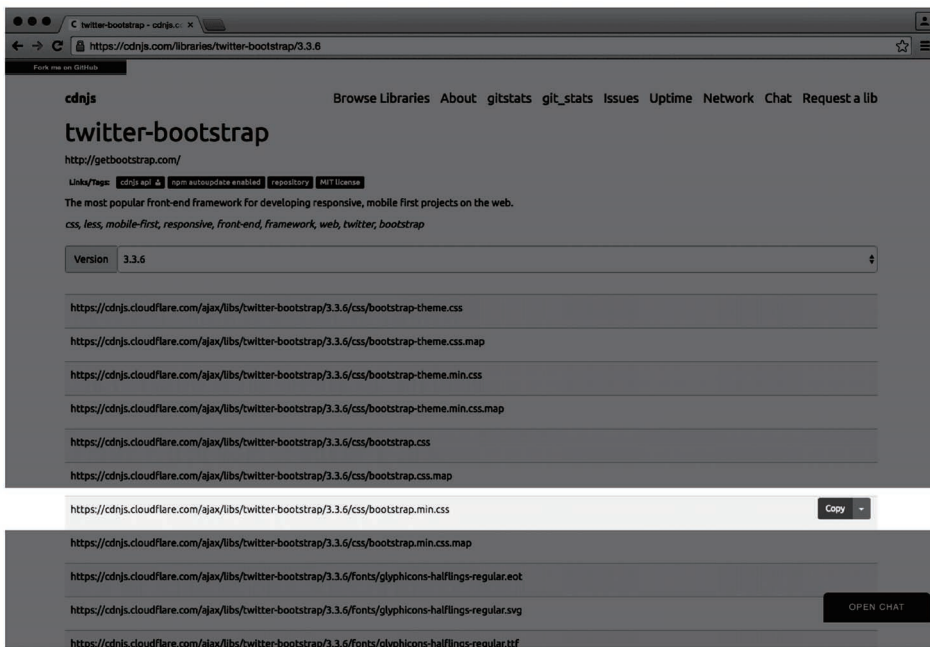 C twitter-bootstrap - cdnjs.c
https://cdnjs.com/libraries/twitter-bootstrap/3.3.6
Fork me on GitHub
cdnjs Browse Libraries About gitstats git_stats Issues Uptime Network Chat Request a lib
twitter-bootstrap
http://getbootstrap.com/
Links/Tags: cdnjs api npm autoupdate enabled repository MIT license
The most popular front-end framework for developing responsive, mobile first projects on the web.
css, less, mobile-first, responsive, front-end, framework, web, twitter, bootstrap
Version 3.3.6
https://cdnjs.cloudflare.com/ajax/libs/twitter-bootstrap/3.3.6/css/bootstrap-theme.css
https://cdnjs.cloudflare.com/ajax/libs/twitter-bootstrap/3.3.6/css/bootstrap-theme.css.map
https://cdnjs.cloudflare.com/ajax/libs/twitter-bootstrap/3.3.6/css/bootstrap-theme.min.css
https://cdnjs.cloudflare.com/ajax/libs/twitter-bootstrap/3.3.6/css/bootstrap-theme.min.css.map
https://cdnjs.cloudflare.com/ajax/libs/twitter-bootstrap/3.3.6/css/bootstrap.css
https://cdnjs.cloudflare.com/ajax/libs/twitter-bootstrap/3.3.6/css/bootstrap.css.map
https://cdnjs.cloudflare.com/ajax/libs/twitter-bootstrap/3.3.6/css/bootstrap.min.css Copy
https://cdnjs.cloudflare.com/ajax/libs/twitter-bootstrap/3.3.6/css/bootstrap.min.css.map
https://cdnjs.cloudflare.com/ajax/libs/twitter-bootstrap/3.3.6/fonts/glyphicons-halflings-regular.eot
https://cdnjs.cloudflare.com/ajax/libs/twitter-bootstrap/3.3.6/fonts/glyphicons-halflings-regular.svg
OPEN CHAT
https://cdnjs.cloudflare.com/ajax/libs/twitter-bootstrap/3.3.6/fonts/glyphicons-halflings-regular.ttf